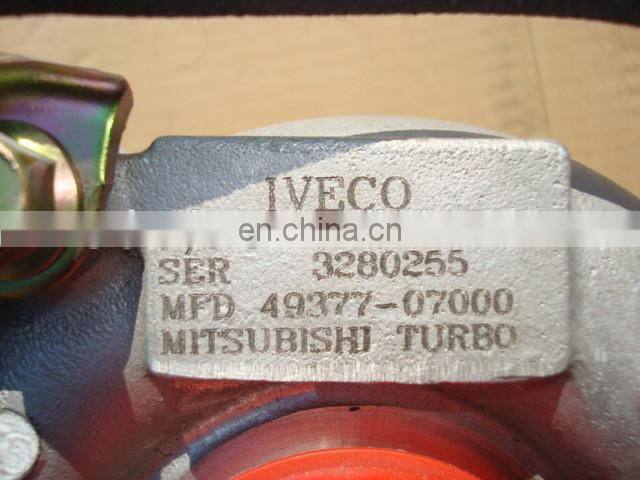 IVECO
en.china.cn
SER 3280255
MFD 49377-07000
MITSUBISHI TURBO